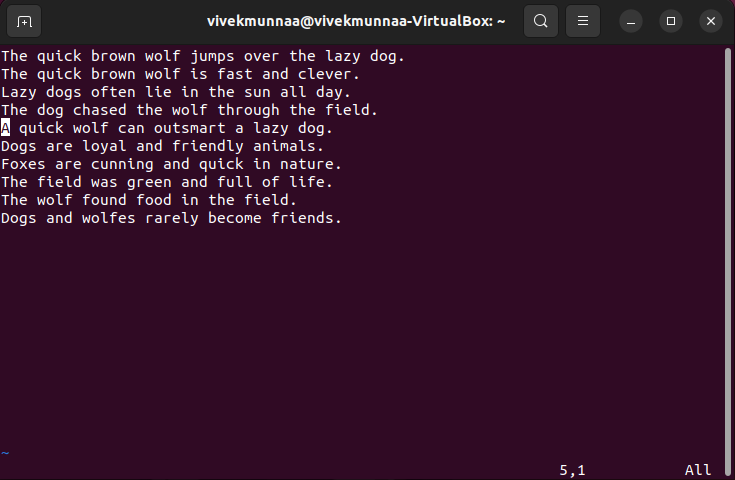 vivekmunnaa@vivekmunnaa-VirtualBox: ~
The quick brown wolf jumps over the lazy dog.
The quick brown wolf is fast and clever.
Lazy dogs often lie in the sun all day.
The dog chased the wolf through the field.
A quick wolf can outsmart a lazy dog.
Dogs are loyal and friendly animals.
Foxes are cunning and quick in nature.
The field was green and full of life.
The wolf found food in the field.
Dogs and wolfes rarely become friends.
~
5,1 All